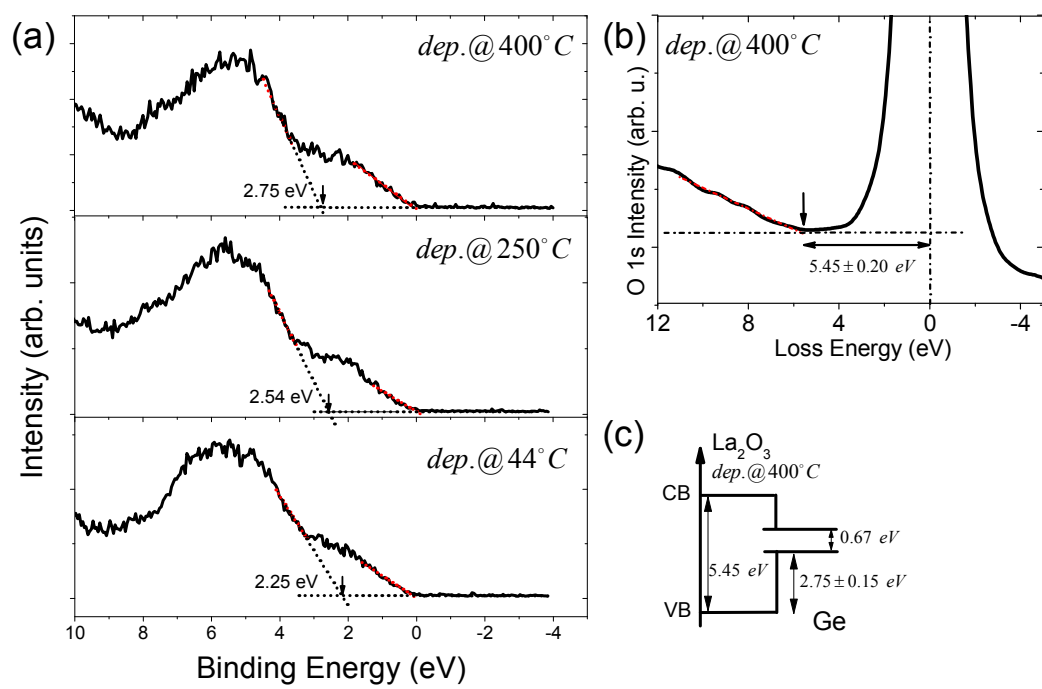 (a)
dep.@400°C
2.75 eV
dep.@250°C
2.54 eV
dep.@44°C
2.25 eV
10 8 6 4 2 0 -2 -4
Binding Energy (eV)
Intensity (arb. units)
(b)
dep.@400°C
5.45±0.20 eV
12 8 4 0 -4
Loss Energy (eV)
O 1s Intensity (arb. u.)
(c)
La2O3
dep.@400°C
CB
0.67 eV
5.45 eV
2.75±0.15 eV
VB
Ge